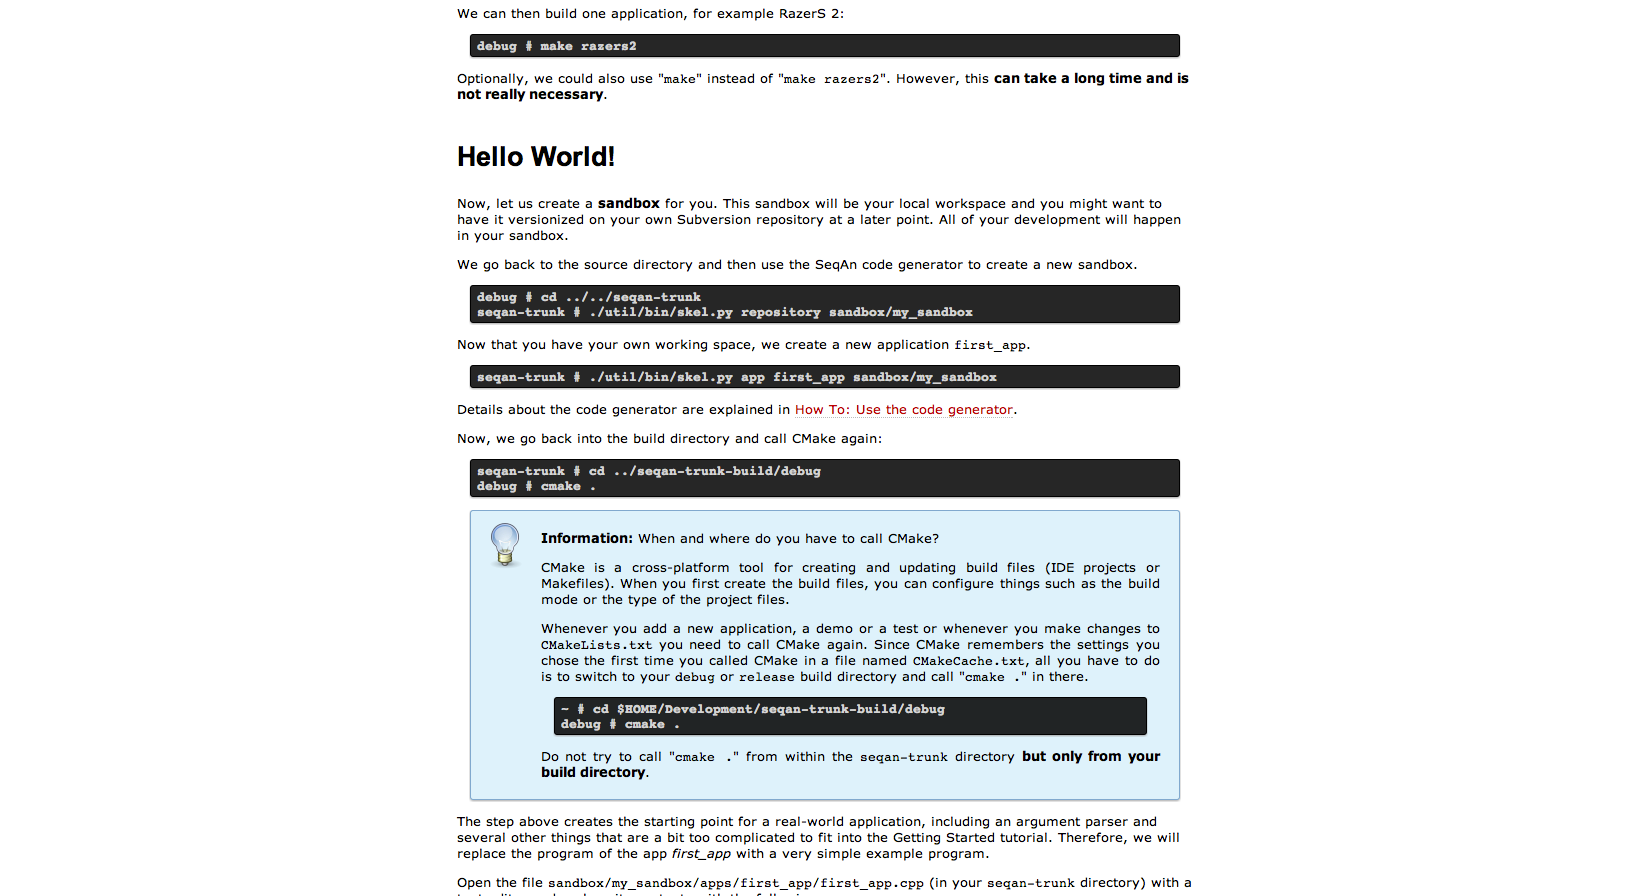 We can then build one application, for example RazerS 2:
debug # make razers2
Optionally, we could also use "make" instead of "make razers2". However, this can take a long time and is
not really necessary.
Hello World!
Now, let us create a sandbox for you. This sandbox will be your local workspace and you might want to
have it versionized on your own Subversion repository at a later point. All of your development will happen
in your sandbox.
We go back to the source directory and then use the SeqAn code generator to create a new sandbox.
debug # cd ../../seqan-trunk
seqan-trunk # ./util/bin/skel.py repository sandbox/my_sandbox
Now that you have your own working space, we create a new application first_app.
seqan-trunk # ./util/bin/skel.py app first_app sandbox/my_sandbox
Details about the code generator are explained in How To: Use the code generator.
Now, we go back into the build directory and call CMake again:
seqan-trunk # cd ../seqan-trunk-build/debug
debug # cmake .
Information: When and where do you have to call CMake?
CMake is a cross-platform tool for creating and updating build files (IDE projects or
Makefiles). When you first create the build files, you can configure things such as the build
mode or the type of the project files.
Whenever you add a new application, a demo or a test or whenever you make changes to
CMakeLists.txt you need to call CMake again. Since CMake remembers the settings you
chose the first time you called CMake in a file named CMakeCache.txt, all you have to do
is to switch to your debug or release build directory and call "cmake ." in there.
~ # cd $HOME/Development/seqan-trunk-build/debug
debug # cmake .
Do not try to call "cmake ." from within the seqan-trunk directory but only from your
build directory.
The step above creates the starting point for a real-world application, including an argument parser and
several other things that are a bit too complicated to fit into the Getting Started tutorial. Therefore, we will
replace the program of the app first_app with a very simple example program.
Open the file sandbox/my_sandbox/apps/first_app/first_app.cpp (in your seqan-trunk directory) with a